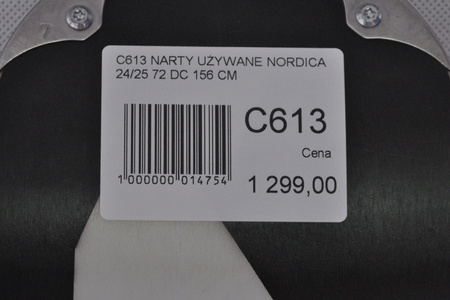 C613 NARTY UŻYWANE NORDICA
24/25 72 DC 156 CM
C613
Cena
1 000000 014754
1 299,00